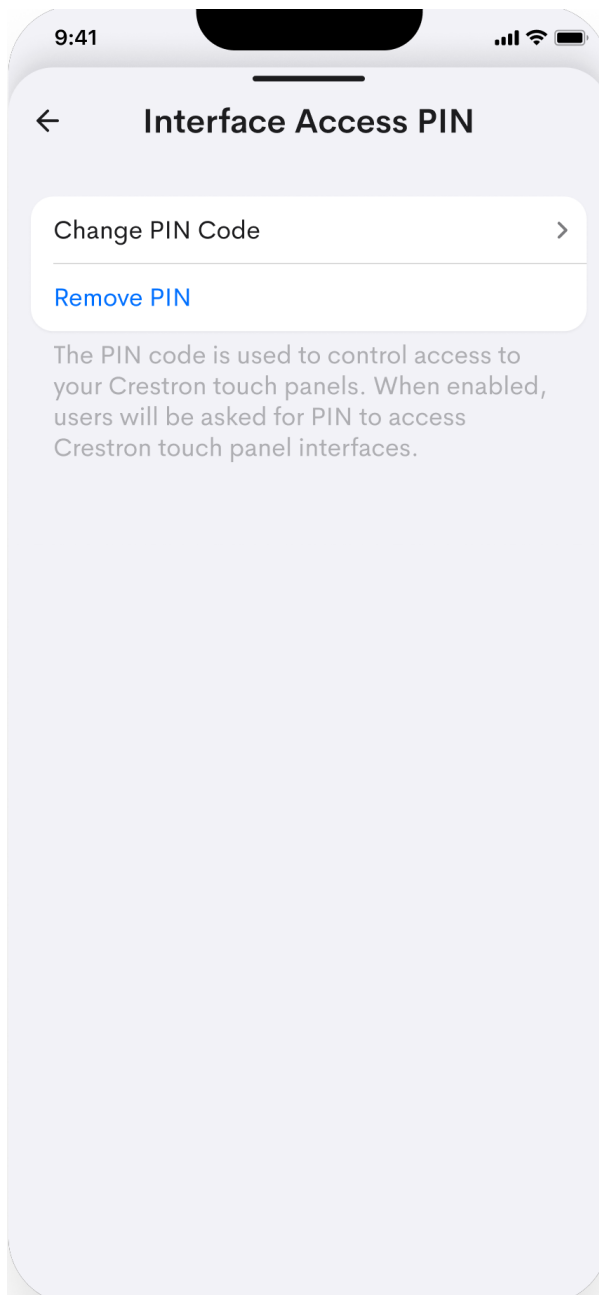 9:41
Interface Access PIN
Change PIN Code
Remove PIN
The PIN code is used to control access to
your Crestron touch panels. When enabled,
users will be asked for PIN to access
Crestron touch panel interfaces.